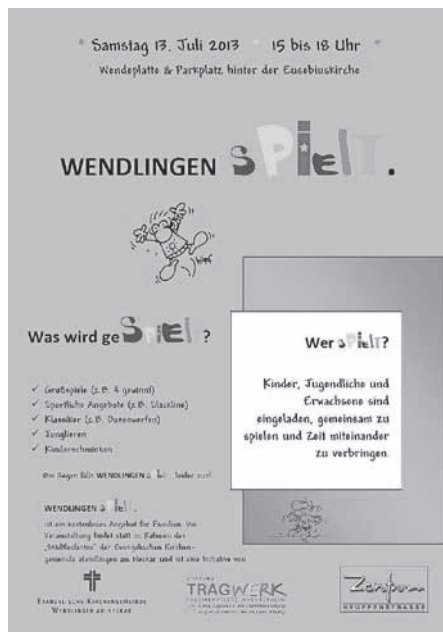 Samstag 13. Juli 2013 15 bis 18 Uhr
Wendeplatte & Parkplatz hinter der Eusebiuskirche
WENDLINGEN SPIELT.
Was wird geSPIELT?
✓ Großspiele (z.B. 4 gewinnt)
✓ Sportliche Angebote (z.B. Slackline)
✓ Klassiker (z.B. Dosenwerfen)
✓ Jonglieren
✓ Kinderschminken
Bei Regen fällt WENDLINGEN SPIELT leider aus!
WENDLINGEN SPIELT.
ist ein kostenloses Angebot für Familien. Die
Veranstaltung findet statt im Rahmen des
der Evangelischen Kirchen-
gemeinde Wendlingen am Neckar und ist eine Initiative von
Wer SPIELT?
Kinder, Jugendliche und
Erwachsene sind
eingeladen, gemeinsam zu
spielen und Zeit miteinander
zu verbringen.
EVANGELISCHE KIRCHENGEMEINDE
WENDLINGEN AM NECKAR
STIFTUNG
TRAGWERK
Zentrum
NEUFFENSTRASSE